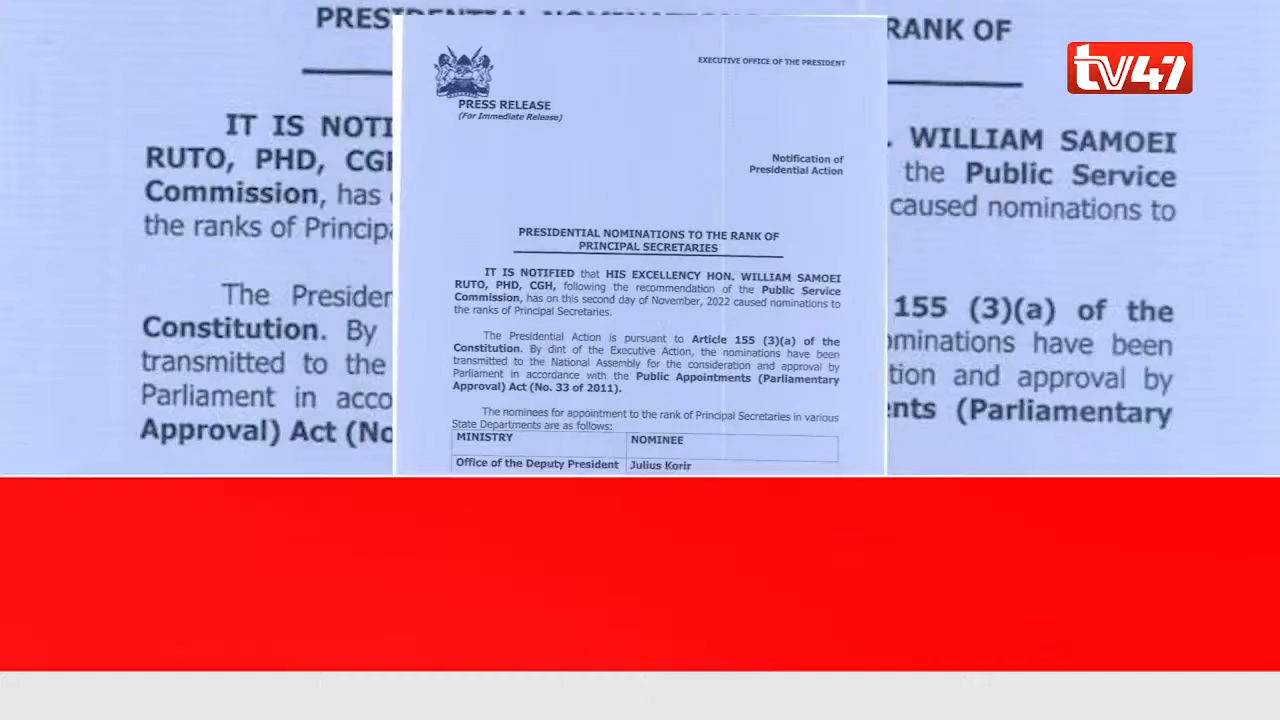 PRESIDENTIAL NOMINATIONS
RANK OF
tv47
IT IS NOTI
RUTO, PHD, CGH
Commission, has
the ranks of Princip
The Presiden
Constitution. By
transmitted to the
Parliament in acco
Approval) Act (No
EXECUTIVE OFFICE OF THE PRESIDENT
PRESS RELEASE
(For Immediate Release)
Notification of
Presidential Action
PRESIDENTIAL NOMINATIONS TO THE RANK OF
PRINCIPAL SECRETARIES
IT IS NOTIFIED that HIS EXCELLENCY HON. WILLIAM SAMOEI
RUTO, PHD, CGH, following the recommendation of the Public Service
Commission, has on this second day of November, 2022 caused nominations to
the ranks of Principal Secretaries.
The Presidential Action is pursuant to Article 155 (3)(a) of the
Constitution. By dint of the Executive Action, the nominations have been
transmitted to the National Assembly for the consideration and approval by
Parliament in accordance with the Public Appointments (Parliamentary
Approval) Act (No. 33 of 2011).
The nominees for appointment to the rank of Principal Secretaries in various
State Departments are as follows:
MINISTRY NOMINEE
Office of the Deputy President Julius Korir
. WILLIAM SAMOEI
the Public Service
caused nominations to
155 (3)(a) of the
ominations have been
tion and approval by
ents (Parliamentary